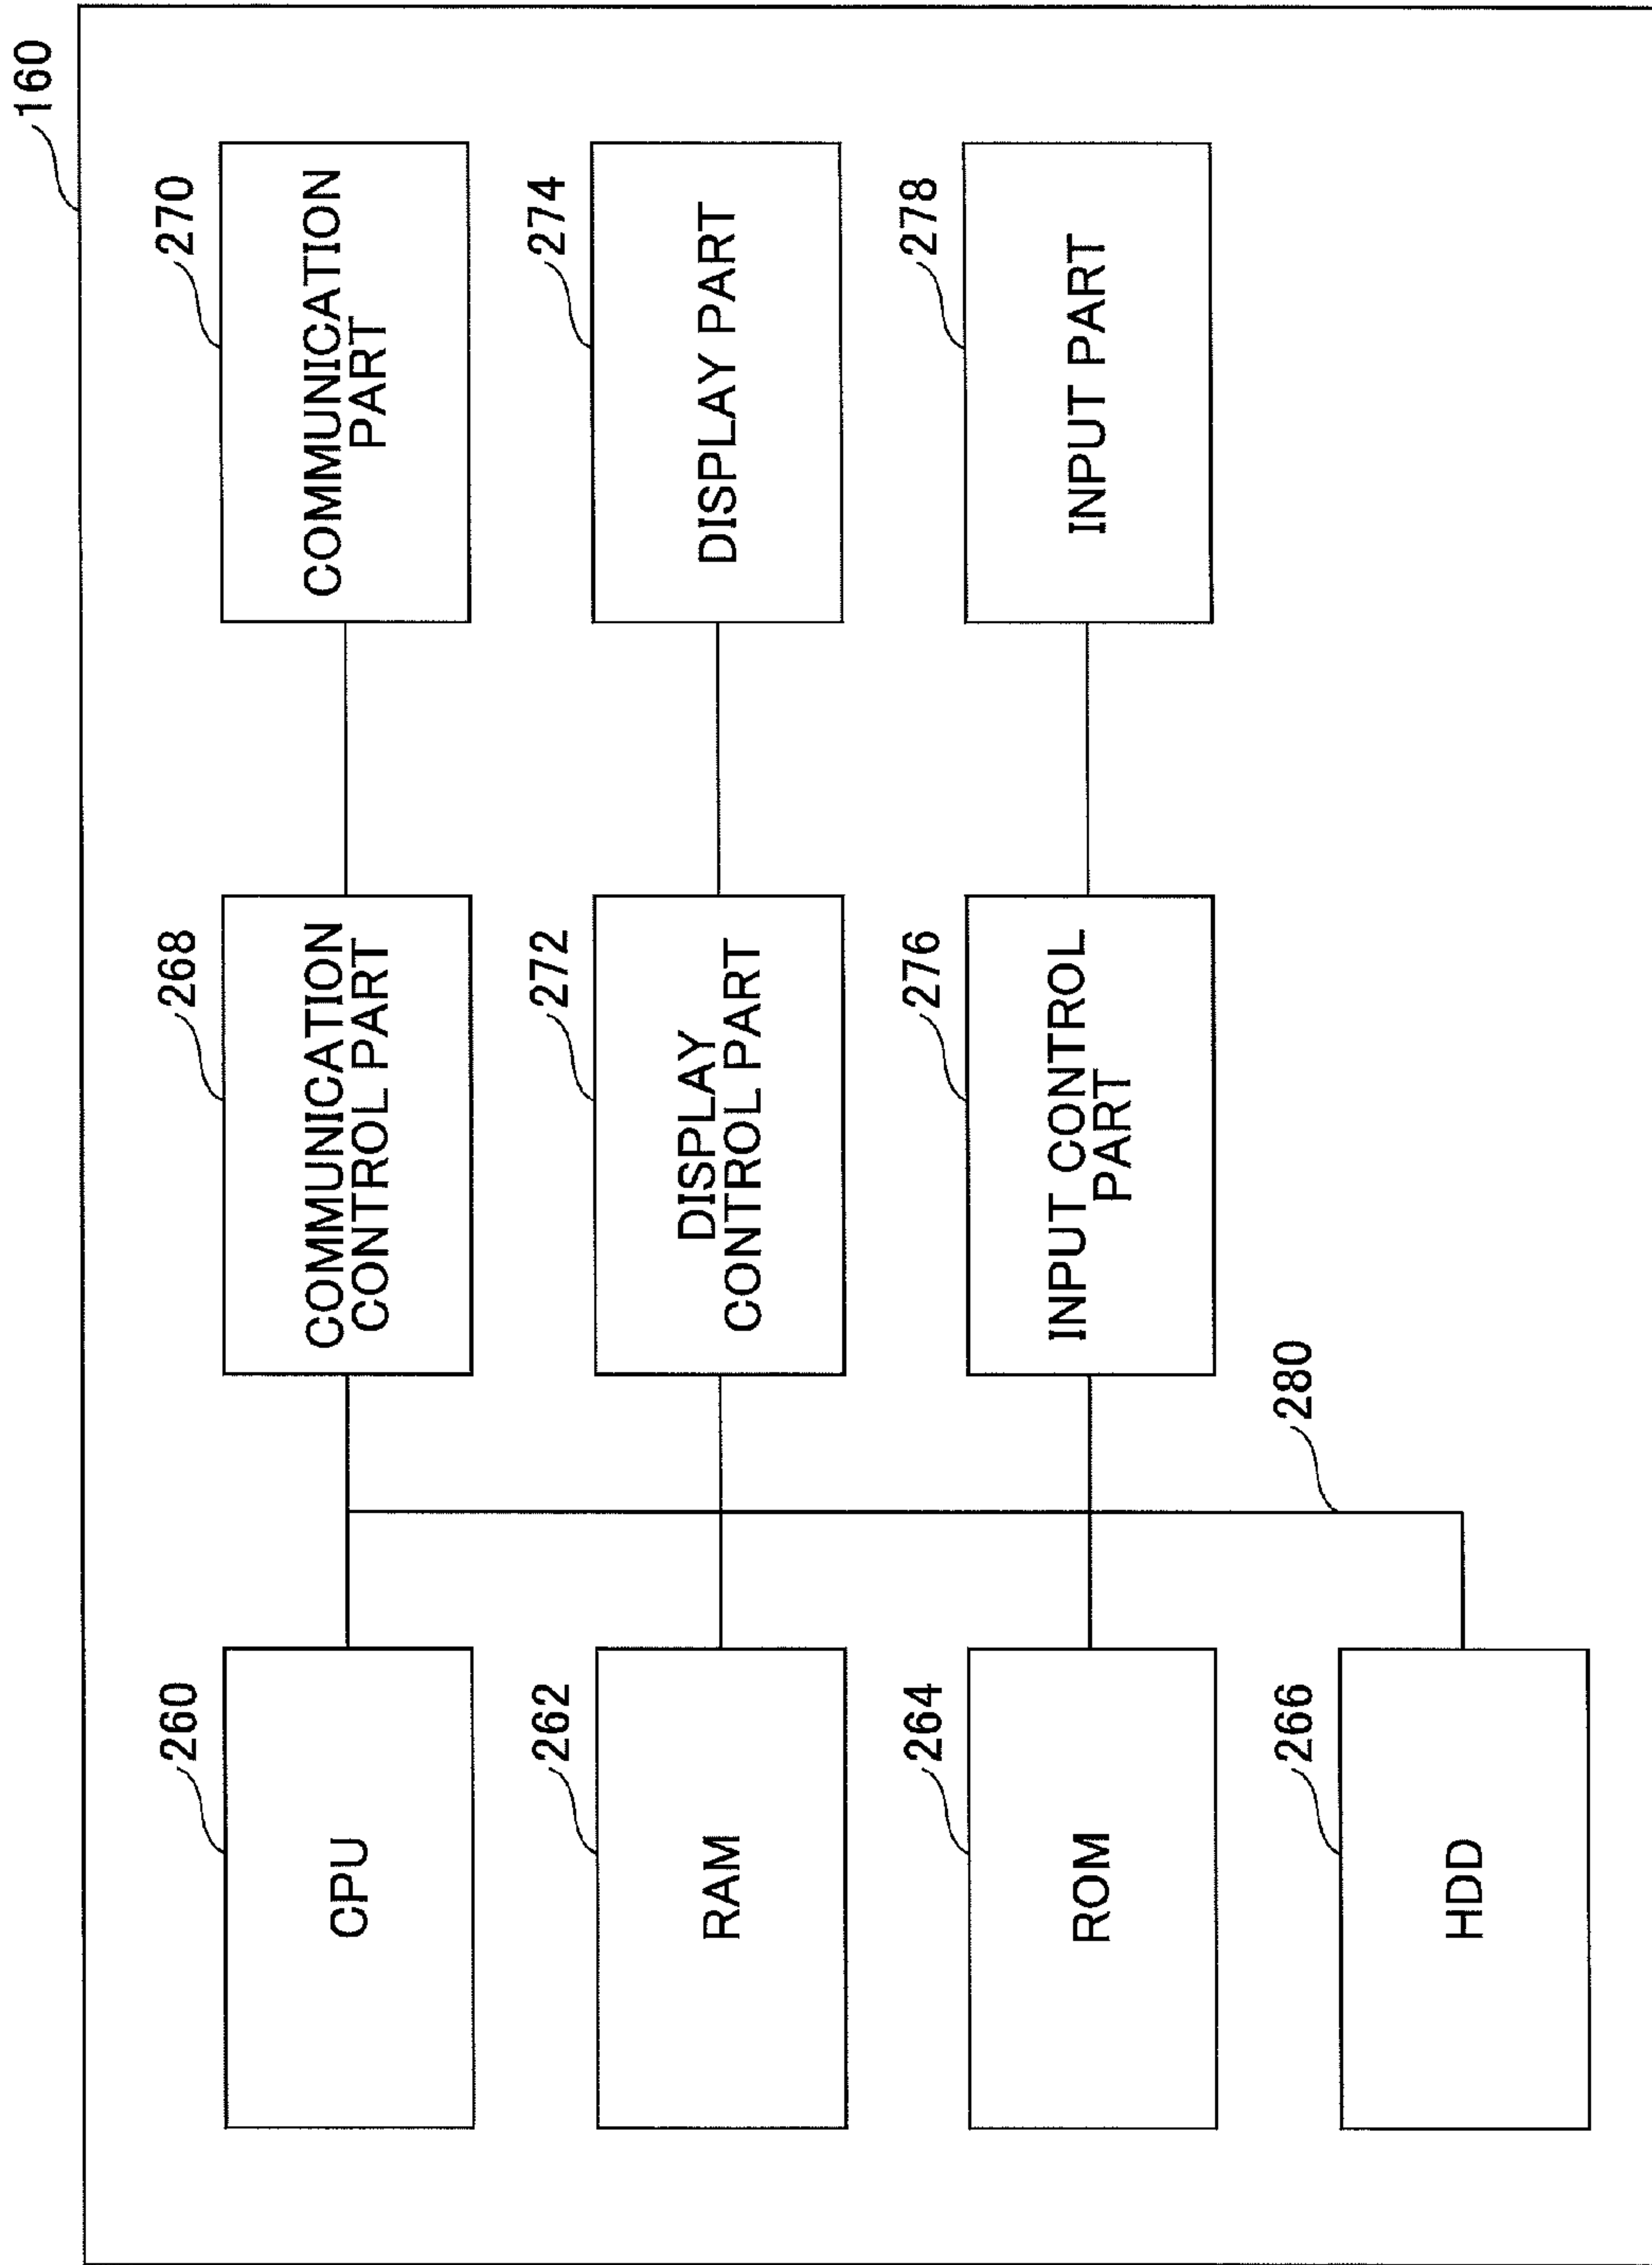 160
260
CPU
268
COMMUNICATION
CONTROL PART
270
COMMUNICATION
PART
262
RAM
272
DISPLAY
CONTROL PART
274
DISPLAY PART
264
ROM
276
INPUT CONTROL
PART
278
INPUT PART
266
HDD
280